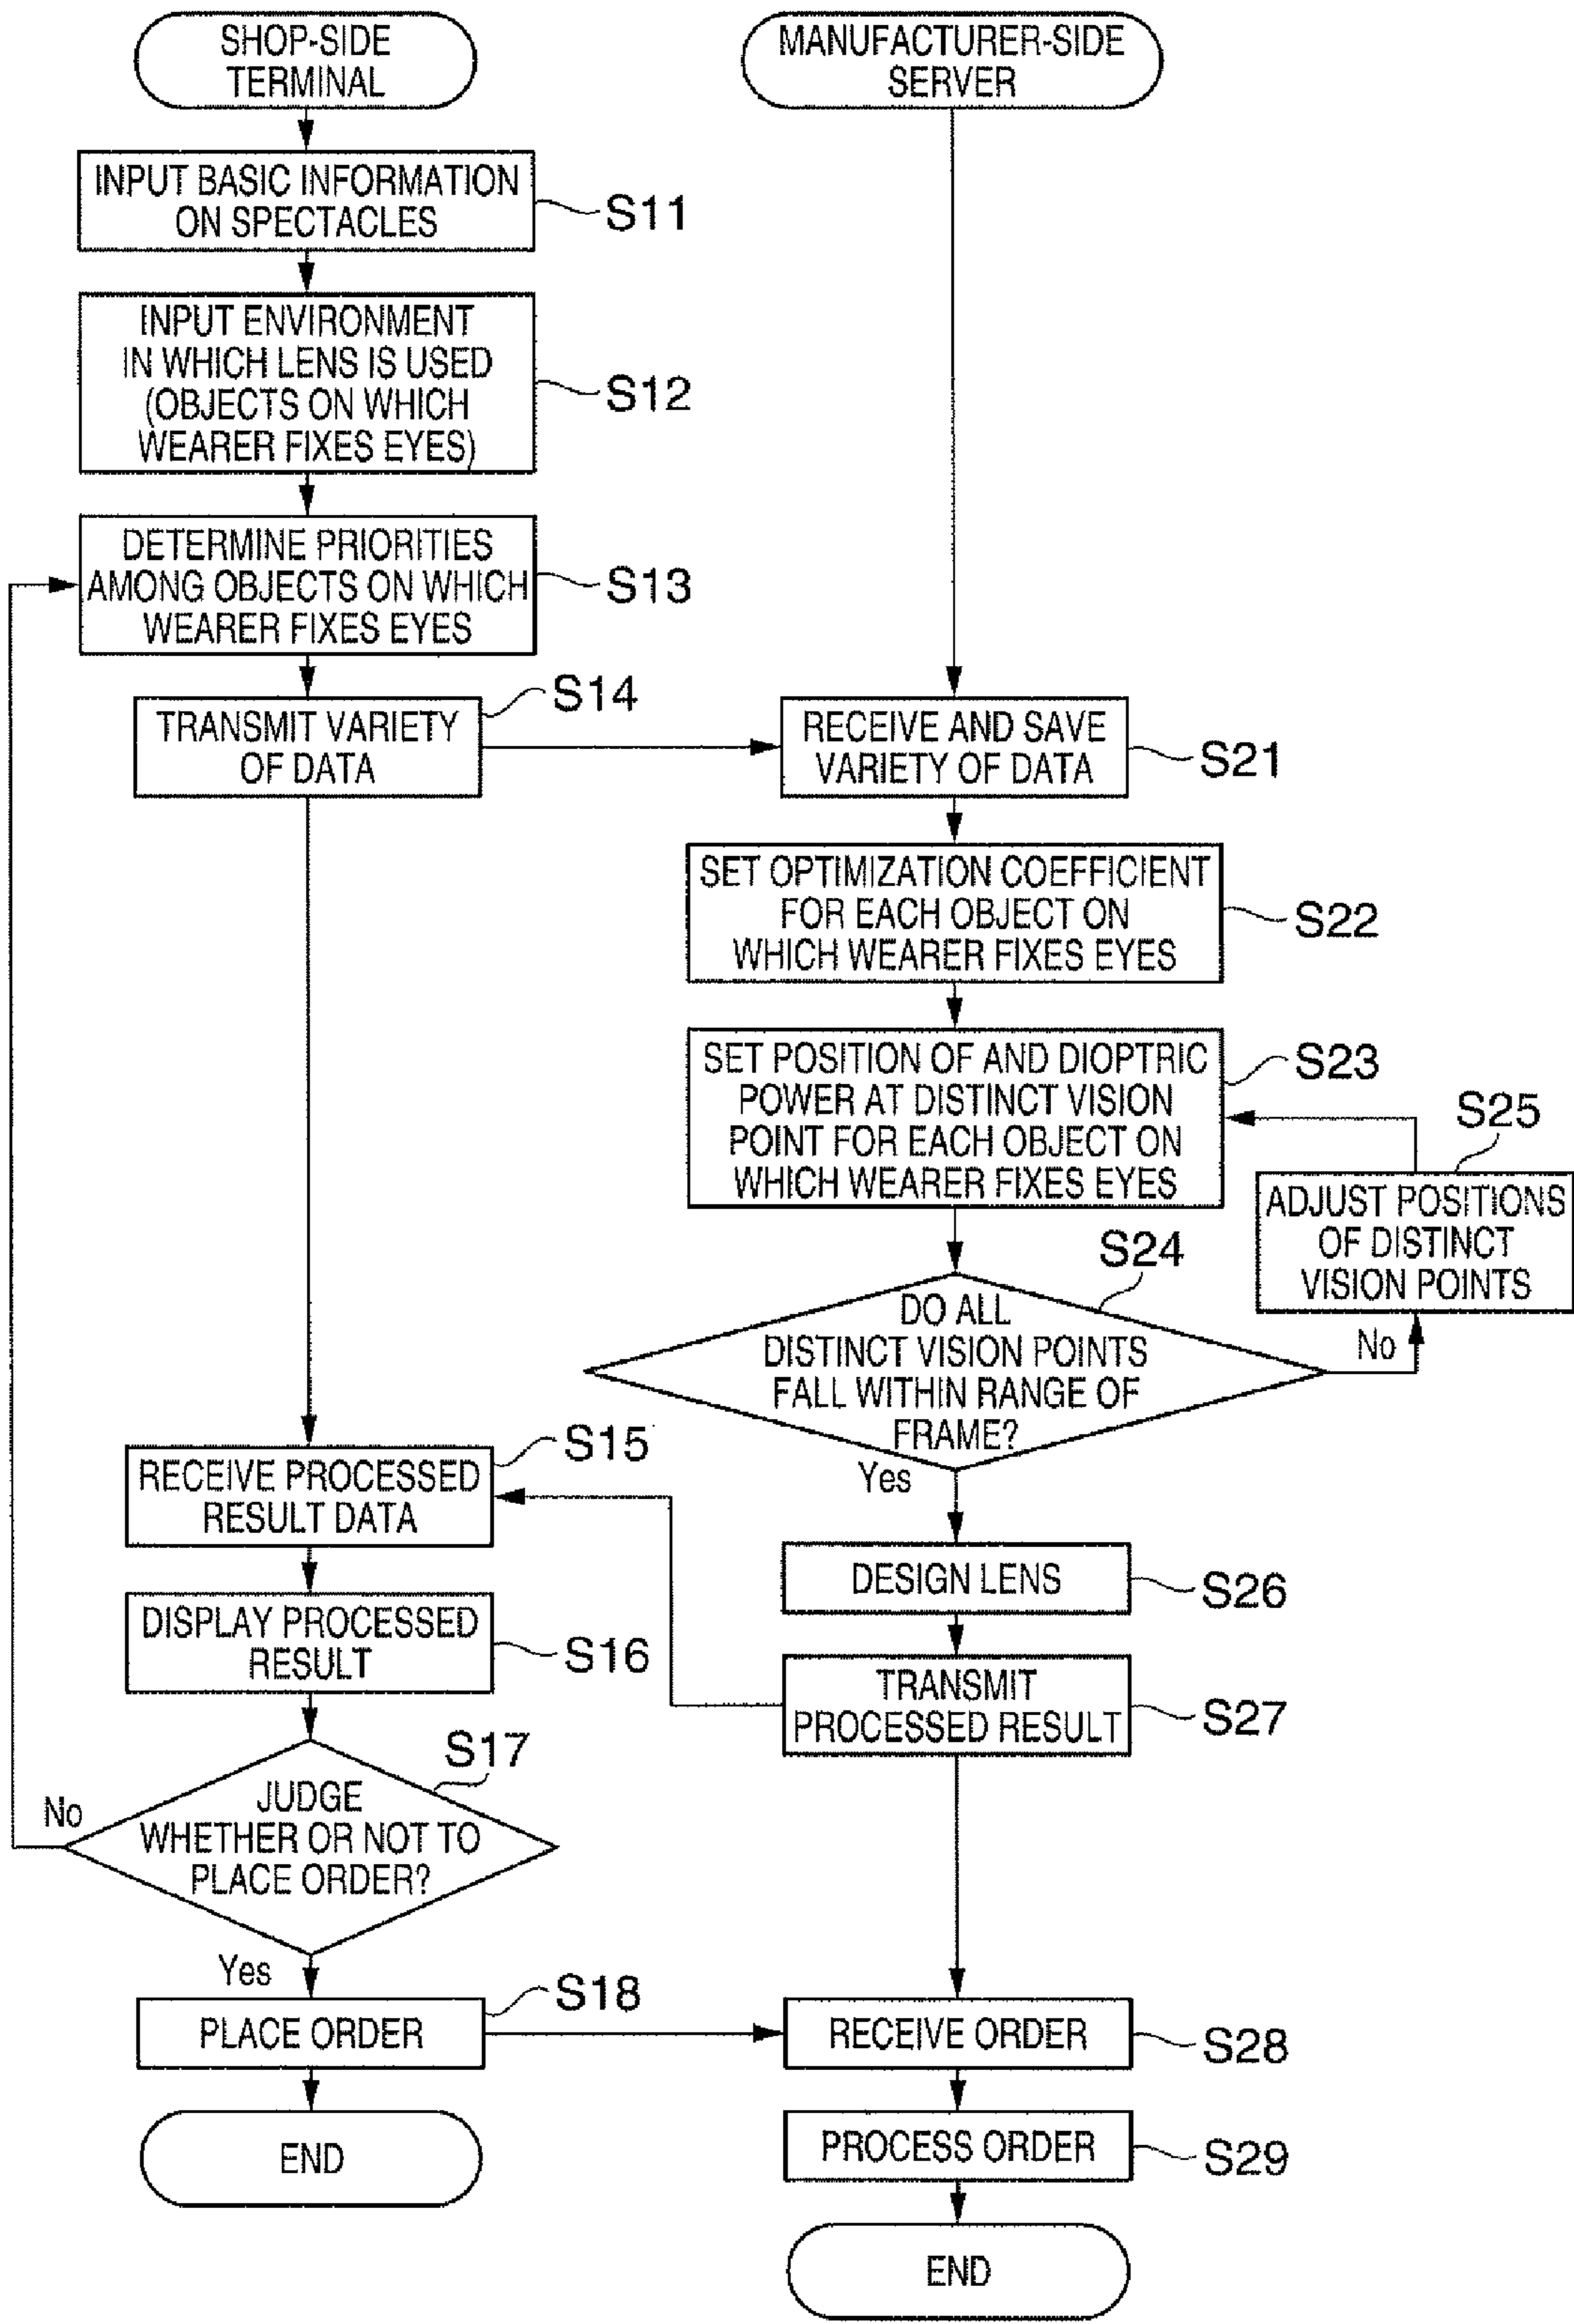 SHOP-SIDE
TERMINAL
INPUT BASIC INFORMATION
ON SPECTACLES
S11
INPUT ENVIRONMENT
IN WHICH LENS IS USED
(OBJECTS ON WHICH
WEARER FIXES EYES)
S12
DETERMINE PRIORITIES
AMONG OBJECTS ON WHICH
WEARER FIXES EYES
S13
TRANSMIT VARIETY
OF DATA
S14
RECEIVE PROCESSED
RESULT DATA
S15
DISPLAY PROCESSED
RESULT
S16
JUDGE
WHETHER OR NOT TO
PLACE ORDER?
S17
No
Yes
PLACE ORDER
S18
END
MANUFACTURER-SIDE
SERVER
RECEIVE AND SAVE
VARIETY OF DATA
S21
SET OPTIMIZATION COEFFICIENT
FOR EACH OBJECT ON
WHICH WEARER FIXES EYES
S22
SET POSITION OF AND DIOPTRIC
POWER AT DISTINCT VISION
POINT FOR EACH OBJECT ON
WHICH WEARER FIXES EYES
S23
DO ALL
DISTINCT VISION POINTS
FALL WITHIN RANGE OF
FRAME?
S24
No
Yes
ADJUST POSITIONS
OF DISTINCT
VISION POINTS
S25
DESIGN LENS
S26
TRANSMIT
PROCESSED RESULT
S27
RECEIVE ORDER
S28
PROCESS ORDER
S29
END